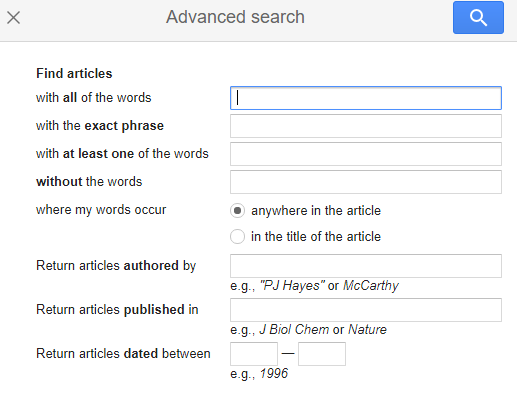 Advanced search
Find articles
with all of the words
with the exact phrase
with at least one of the words
without the words
where my words occur
anywhere in the article
in the title of the article
Return articles authored by
e.g., "PJ Hayes" or McCarthy
Return articles published in
e.g., J Biol Chem or Nature
Return articles dated between —
e.g., 1996